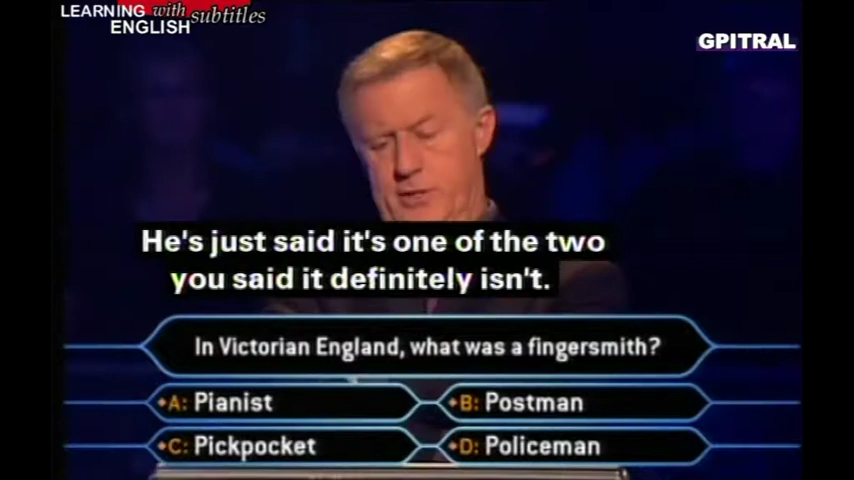 LEARNING with subtitles
ENGLISH
GPITRAL
He's just said it's one of the two
you said it definitely isn't.
In Victorian England, what was a fingersmith?
A: Pianist
B: Postman
C: Pickpocket
D: Policeman